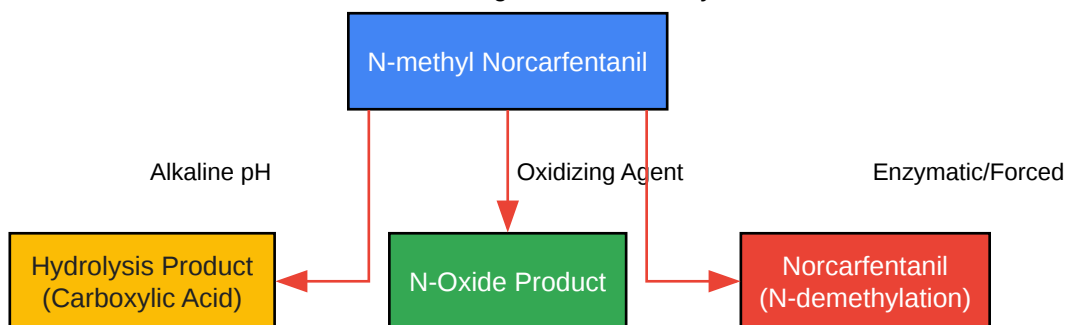 N-methyl Norcarfentanil
Alkaline pH
Oxidizing Agent
Enzymatic/Forced
Hydrolysis Product
(Carboxylic Acid)
N-Oxide Product
Norcarfentanil
(N-demethylation)